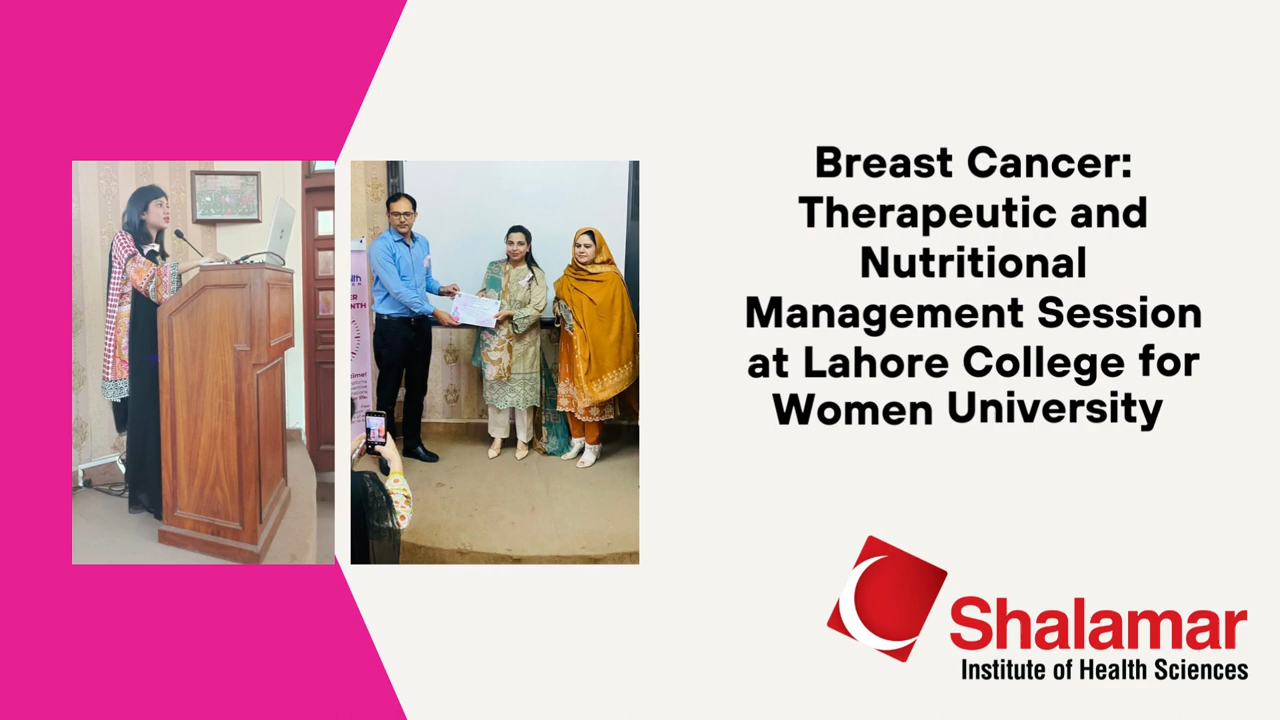 Breast Cancer:
Therapeutic and
Nutritional
Management Session
at Lahore College for
Women University
Shalamar
Institute of Health Sciences